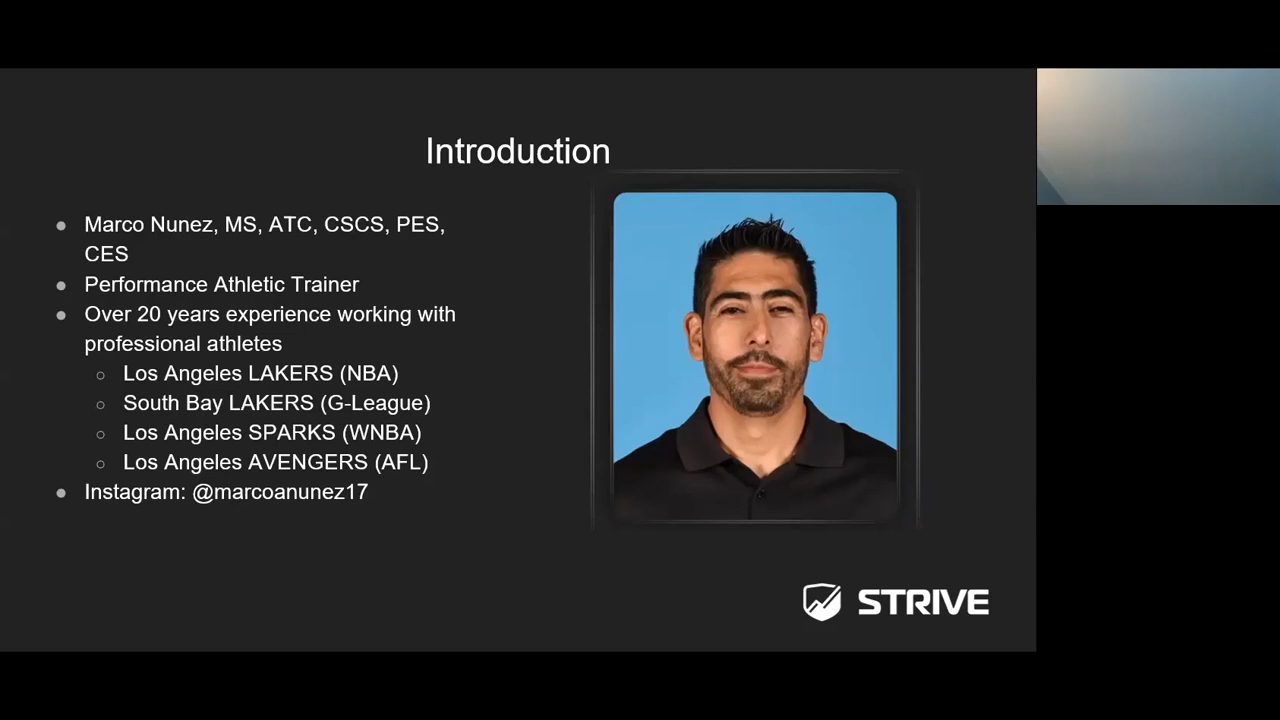 Introduction
Marco Nunez, MS, ATC, CSCS, PES,
CES
Performance Athletic Trainer
Over 20 years experience working with
professional athletes
Los Angeles LAKERS (NBA)
South Bay LAKERS (G-League)
Los Angeles SPARKS (WNBA)
Los Angeles AVENGERS (AFL)
Instagram: @marcoanunez17
STRIVE